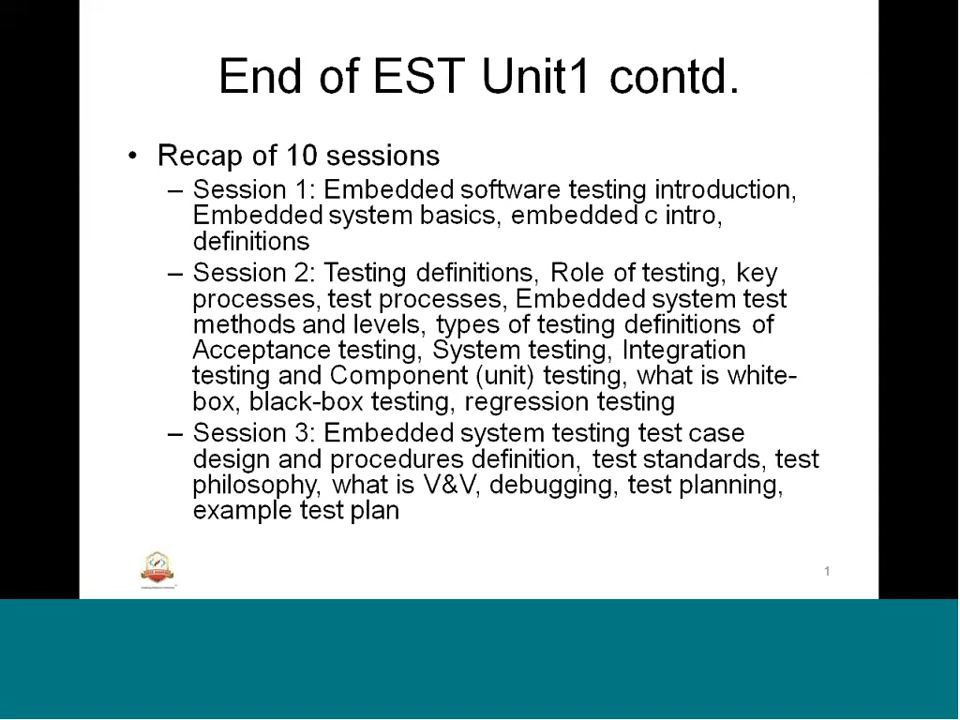 End of EST Unit1 contd.
• Recap of 10 sessions
– Session 1: Embedded software testing introduction,
Embedded system basics, embedded c intro,
definitions
– Session 2: Testing definitions, Role of testing, key
processes, test processes, Embedded system test
methods and levels, types of testing definitions of
Acceptance testing, System testing, Integration
testing and Component (unit) testing, what is white-
box, black-box testing, regression testing
– Session 3: Embedded system testing test case
design and procedures definition, test standards, test
philosophy, what is V&V, debugging, test planning,
example test plan
1